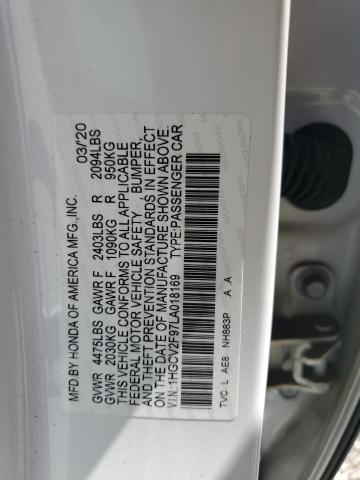 MFD.BY HONDA OF AMERICA MFG.,INC. 03/20
GVWR 4475LBS GAWR F 2403LBS R 2094LBS
GVWR 2030KG GAWR F 1090KG R 950KG
THIS VEHICLE CONFORMS TO ALL APPLICABLE
FEDERAL MOTOR VEHICLE SAFETY, BUMPER,
AND THEFT PREVENTION STANDARDS IN EFFECT
ON THE DATE OF MANUFACTURE SHOWN ABOVE.
V.I.N.:1HGCV2F97LA018169 TYPE:PASSENGER CAR
TVC L AE8 NH883P A A